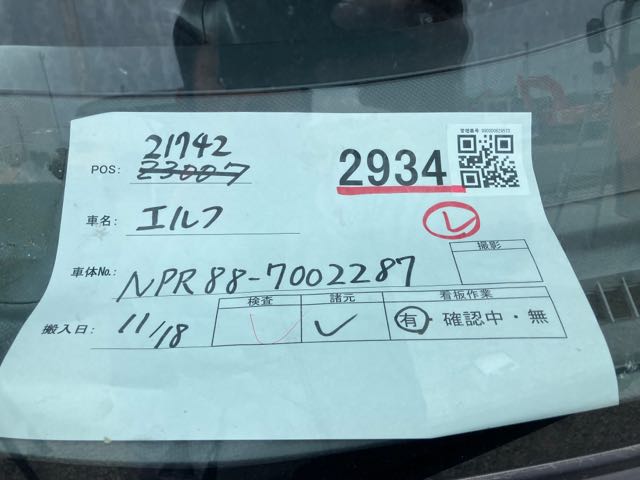 管理番号
21742
POS: 23007
2934
車名: エルフ
レ
撮影
車体No.: NPR88-7002287
検査 諸元 看板作業
搬入日: 11/18
有・確認中・無